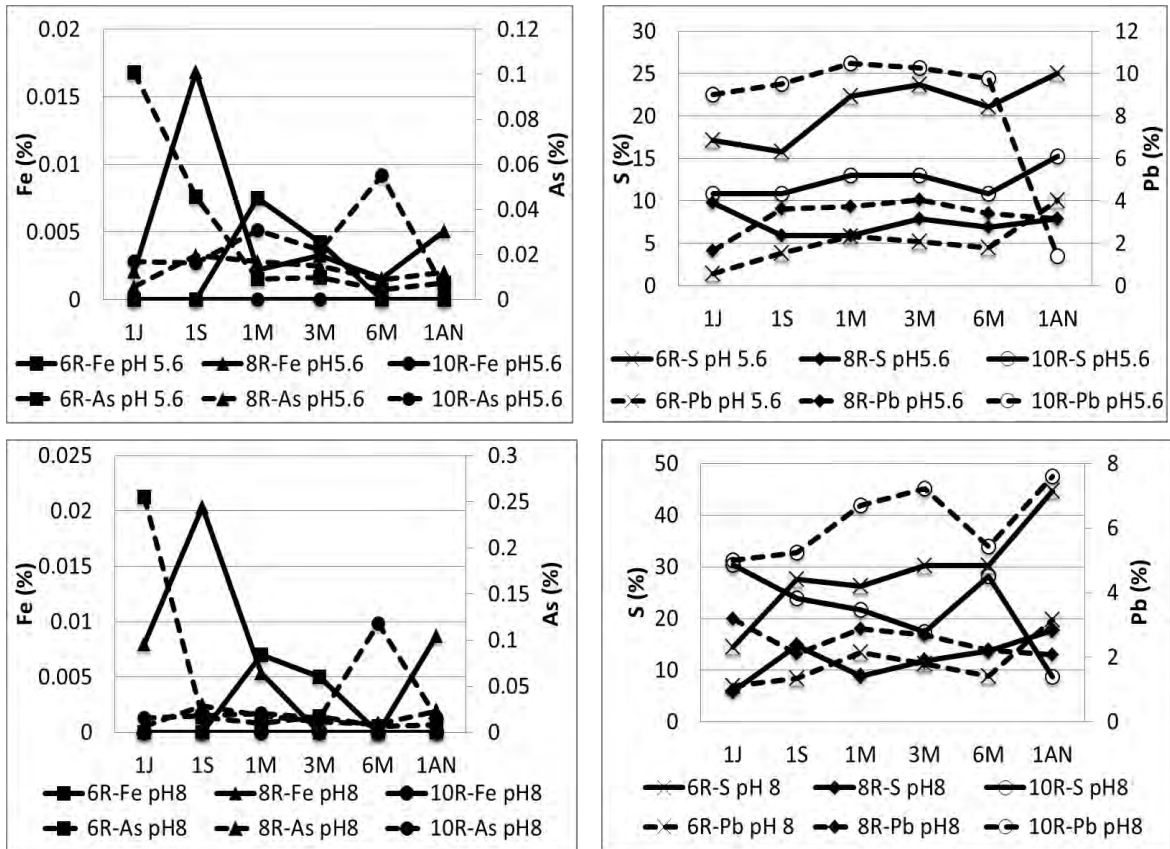 0.02
0.015
0.01
0.005
0
Fe (%)
0.12
0.1
0.08
0.06
0.04
0.02
0
As (%)
1J 1S 1M 3M 6M 1AN
6R-Fe pH 5.6 8R-Fe pH5.6 10R-Fe pH5.6
6R-As pH 5.6 8R-As pH5.6 10R-As pH5.6
30
25
20
15
10
5
0
S (%)
12
10
8
6
4
2
0
Pb (%)
1J 1S 1M 3M 6M 1AN
6R-S pH 5.6 8R-S pH5.6 10R-S pH5.6
6R-Pb pH 5.6 8R-Pb pH5.6 10R-Pb pH5.6
0.025
0.02
0.015
0.01
0.005
0
Fe (%)
0.3
0.25
0.2
0.15
0.1
0.05
0
As (%)
1J 1S 1M 3M 6M 1AN
6R-Fe pH8 8R-Fe pH8 10R-Fe pH8
6R-As pH8 8R-As pH8 10R-As pH8
50
40
30
20
10
0
S (%)
8
6
4
2
0
Pb (%)
1J 1S 1M 3M 6M 1AN
6R-S pH 8 8R-S pH8 10R-S pH8
6R-Pb pH 8 8R-Pb pH8 10R-Pb pH8